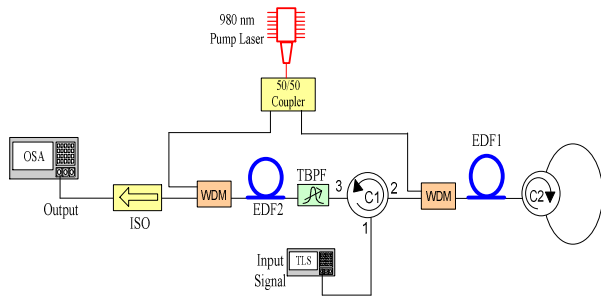 980 nm
Pump Laser
50/50
Coupler
EDF1
OSA
TBPF
WDM
3
C1
2
WDM
C2
Output
ISO
EDF2
1
Input
Signal
TLS